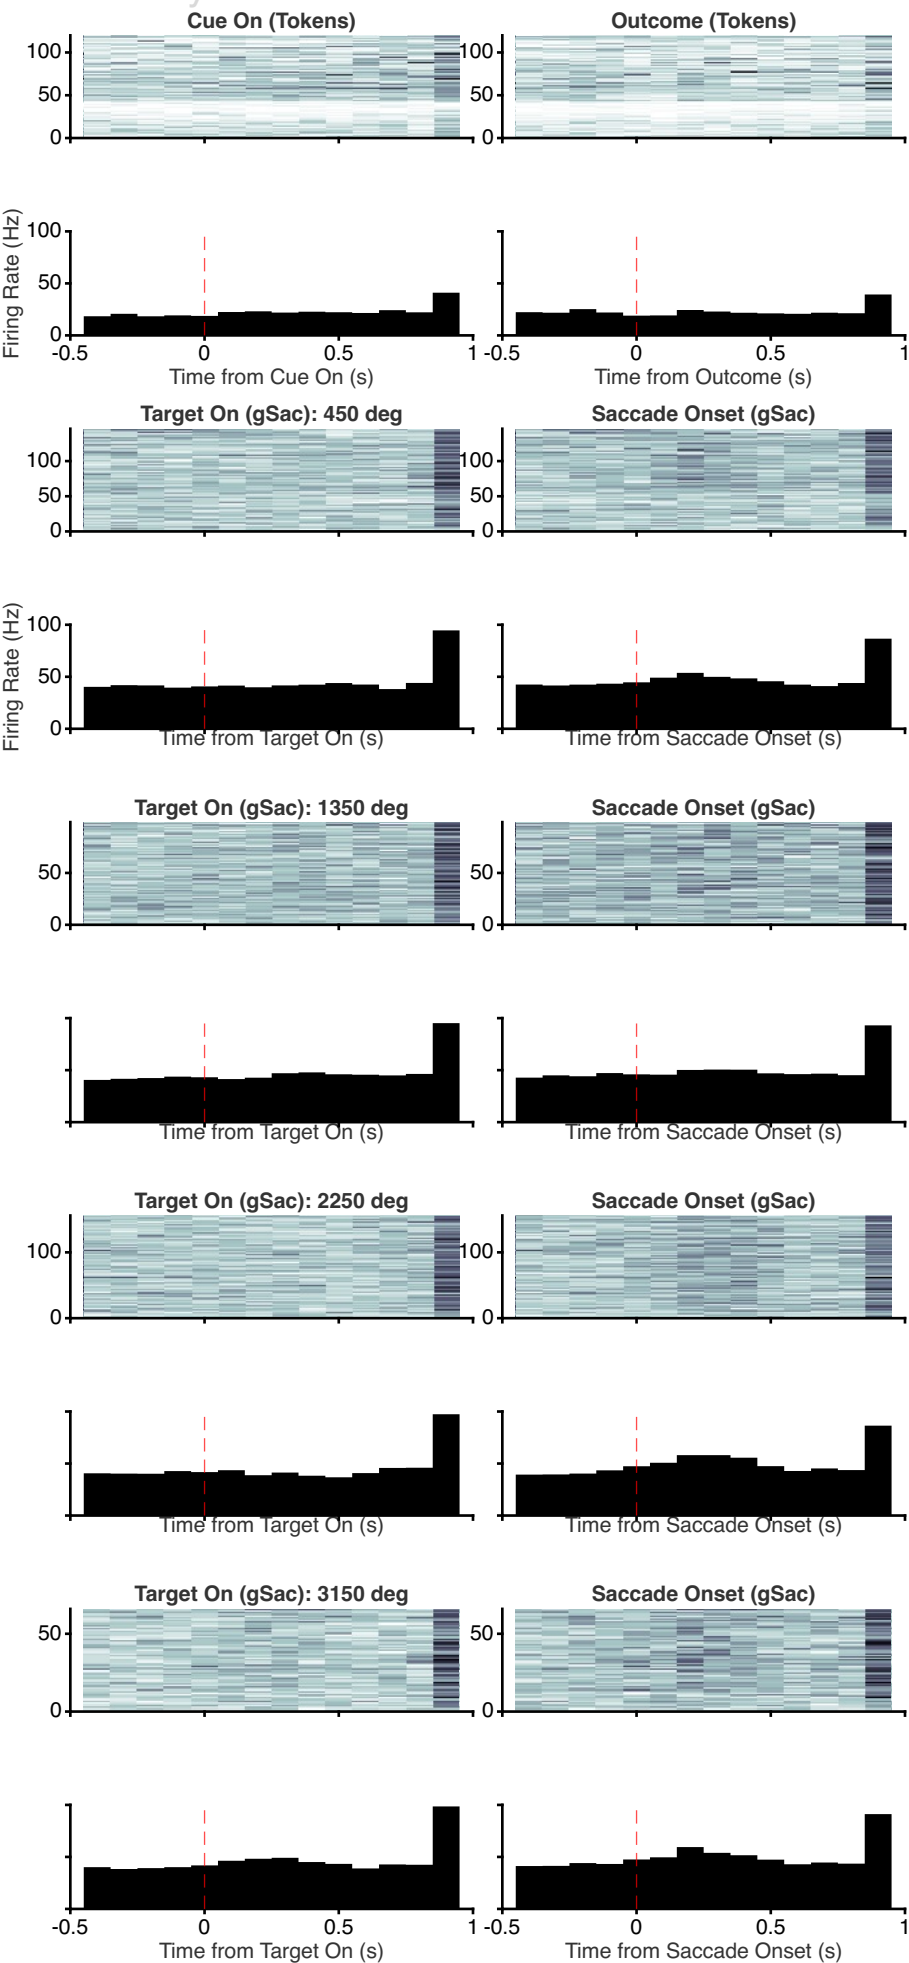 Cue On (Tokens) Outcome (Tokens)
100 100
50 50
0 0
Firing Rate (Hz)
100
50
0
-0.5 0 0.5 1 -0.5 0 0.5 1
Time from Cue On (s) Time from Outcome (s)
Target On (gSac): 450 deg Saccade Onset (gSac)
100 100
50 50
0 0
Firing Rate (Hz)
100
50
0
Time from Target On (s) Time from Saccade Onset (s)
Target On (gSac): 1350 deg Saccade Onset (gSac)
50 50
0 0
Time from Target On (s) Time from Saccade Onset (s)
Target On (gSac): 2250 deg Saccade Onset (gSac)
100 100
0 0
Time from Target On (s) Time from Saccade Onset (s)
Target On (gSac): 3150 deg Saccade Onset (gSac)
50 50
0 0
-0.5 0 0.5 1 -0.5 0 0.5 1
Time from Target On (s) Time from Saccade Onset (s)